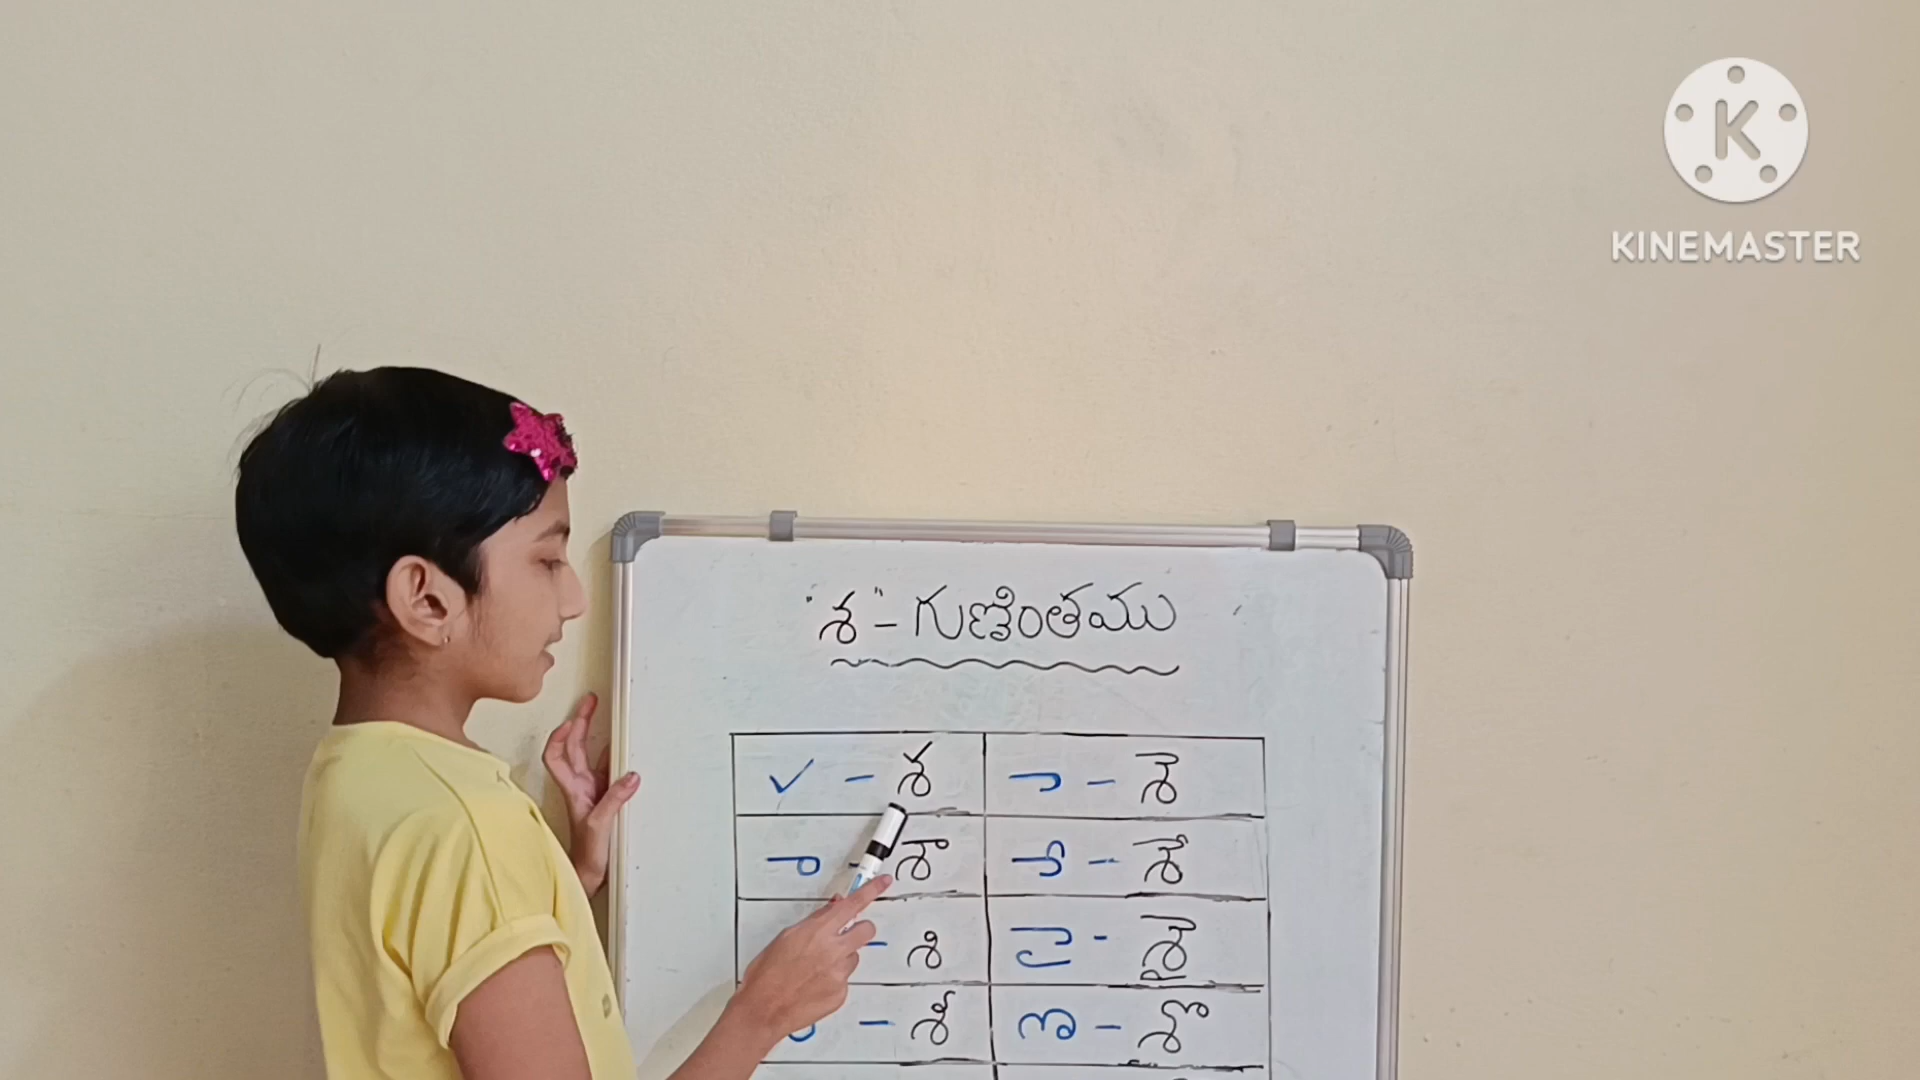 "శ" - గుణింతము
✓ - శ ె - శె
ా - శా ే - శే
- శి ై - శై
ీ - శీ ొ - శొ
KINEMASTER